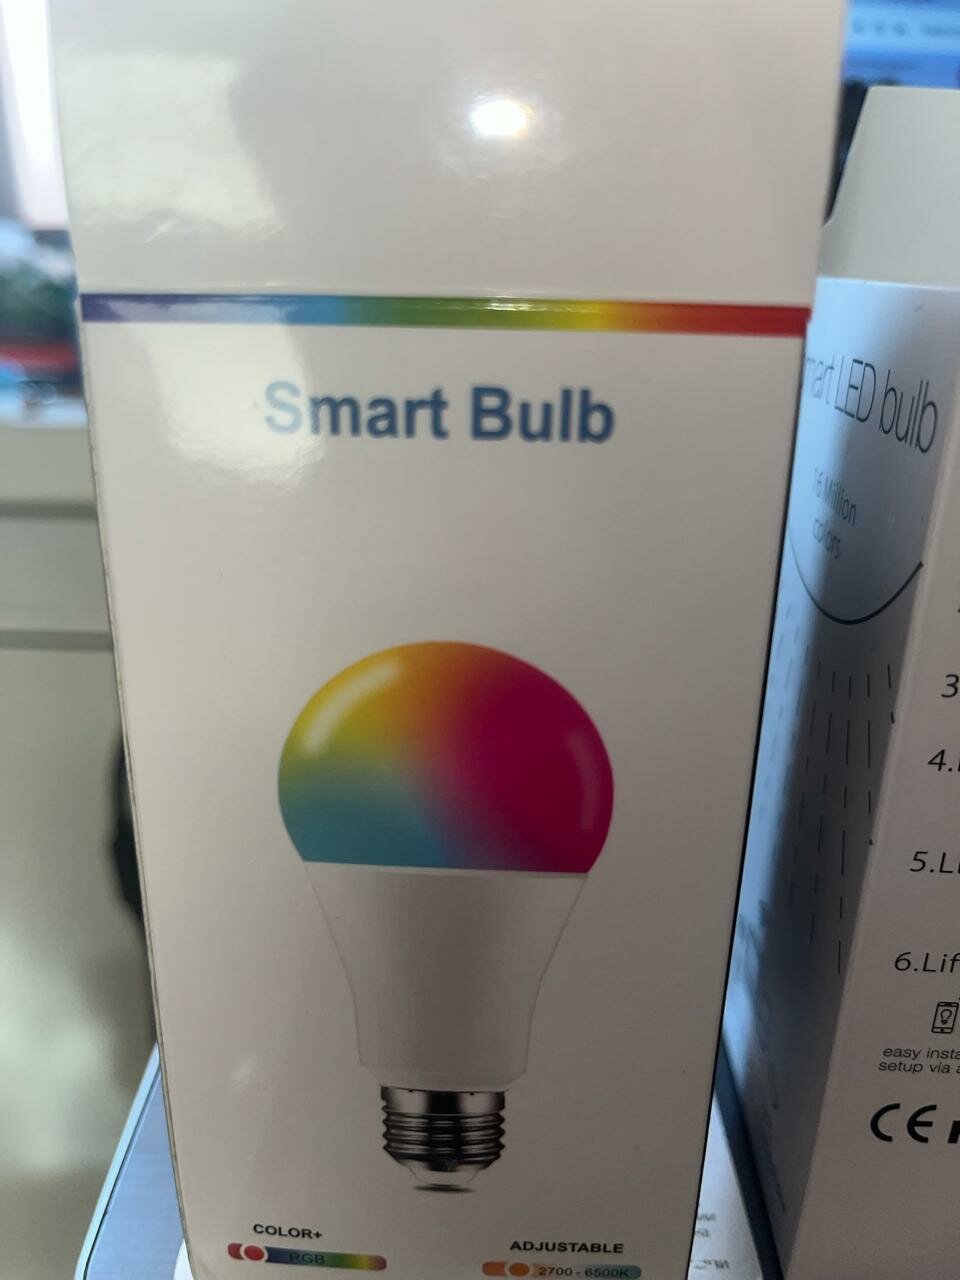 Smart Bulb
COLOR+
RGB
ADJUSTABLE
2700 - 6500K
LED bulb
16 Million
colors
3
4.
5.Li
6.Lif
easy insta
setup via a
CE